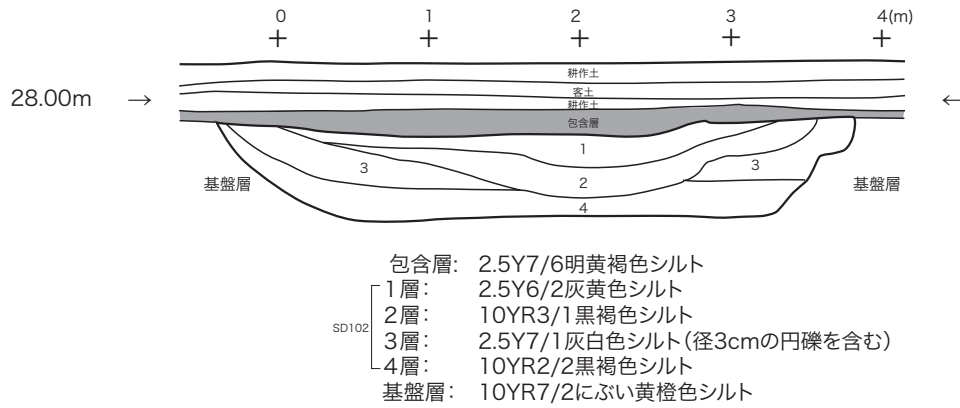 0 1 2 3 4(m)
耕作土
28.00m → 客土 ←
耕作土
包含層
1
3 3
基盤層 2 基盤層
4
包含層: 2.5Y7/6明黄褐色シルト
1層: 2.5Y6/2灰黄色シルト
2層: 10YR3/1黒褐色シルト
SD102
3層: 2.5Y7/1灰白色シルト(径3cmの円礫を含む)
4層: 10YR2/2黒褐色シルト
基盤層: 10YR7/2にぶい黄橙色シルト